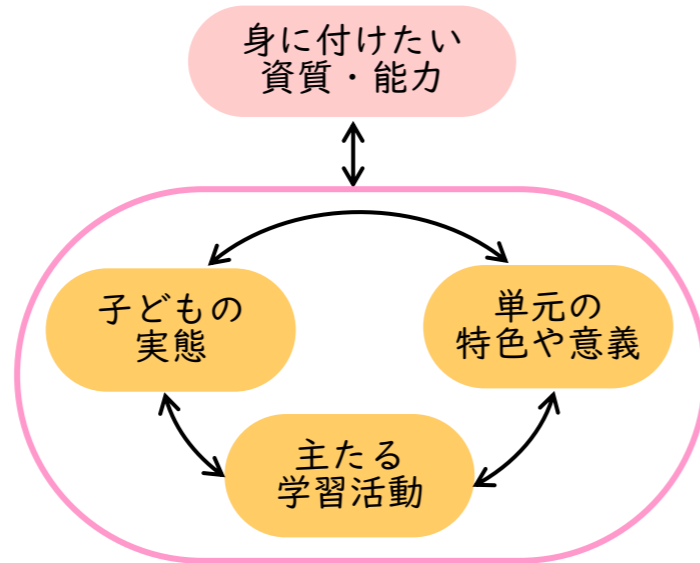 身に付けたい
資質・能力
子どもの
実態
単元の
特色や意義
主たる
学習活動